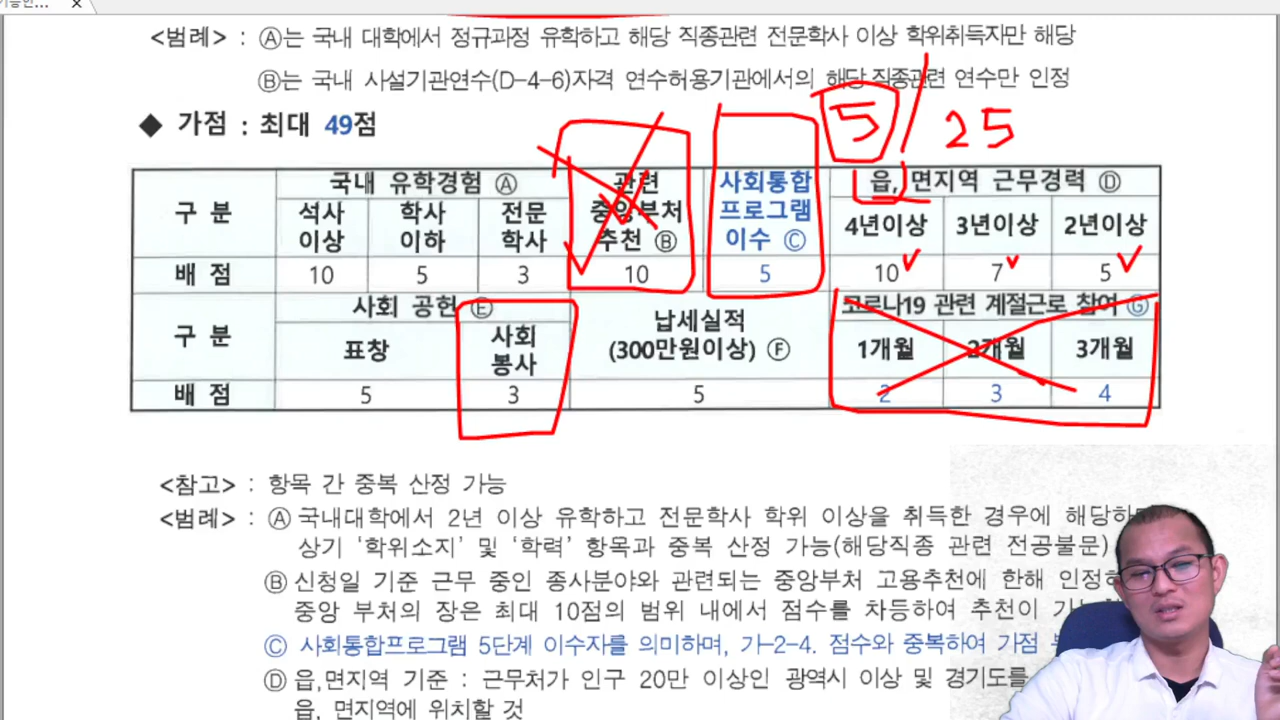 <범례> : Ⓐ는 국내 대학에서 정규과정 유학하고 해당 직종관련 전문학사 이상 학위취득자만 해당
Ⓑ는 국내 사설기관연수(D-4-6)자격 연수허용기관에서의 해당 직종관련 연수만 인정
◆ 가점 : 최대 49점
5 / 25
구 분 국내 유학경험 Ⓐ 관련 중앙부처 추천 Ⓑ 사회통합 프로그램 이수 Ⓒ 읍, 면지역 근무경력 Ⓓ
석사 이상 학사 이하 전문 학사 4년이상 3년이상 2년이상
배 점 10 5 3 10 5 10 7 5
구 분 사회 공헌 Ⓔ 납세실적 (300만원이상) Ⓕ 코로나19 관련 계절근로 참여 Ⓖ
표창 사회 봉사 1개월 2개월 3개월
배 점 5 3 5 2 3 4
<참고> : 항목 간 중복 산정 가능
<범례> : Ⓐ 국내대학에서 2년 이상 유학하고 전문학사 학위 이상을 취득한 경우에 해당하
상기 '학위소지' 및 '학력' 항목과 중복 산정 가능(해당직종 관련 전공불문)
Ⓑ 신청일 기준 근무 중인 종사분야와 관련되는 중앙부처 고용추천에 한해 인정
중앙 부처의 장은 최대 10점의 범위 내에서 점수를 차등하여 추천이
Ⓒ 사회통합프로그램 5단계 이수자를 의미하며, 가-2-4. 점수와 중복하여 가점
Ⓓ 읍,면지역 기준 : 근무처가 인구 20만 이상인 광역시 이상 및 경기도를
읍, 면지역에 위치할 것